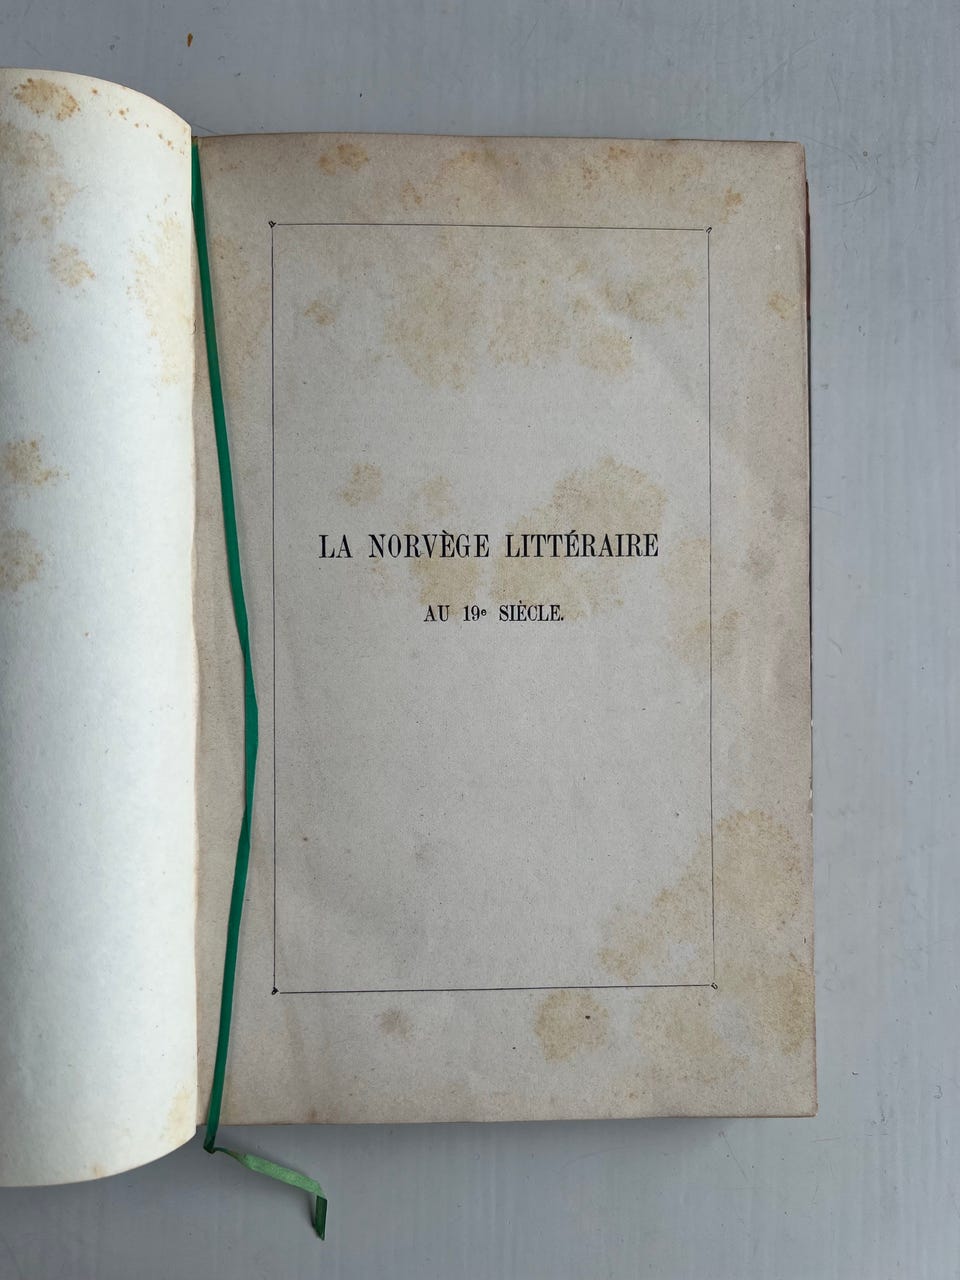 LA NORVÈGE LITTÉRAIRE
AU 19e SIÈCLE.